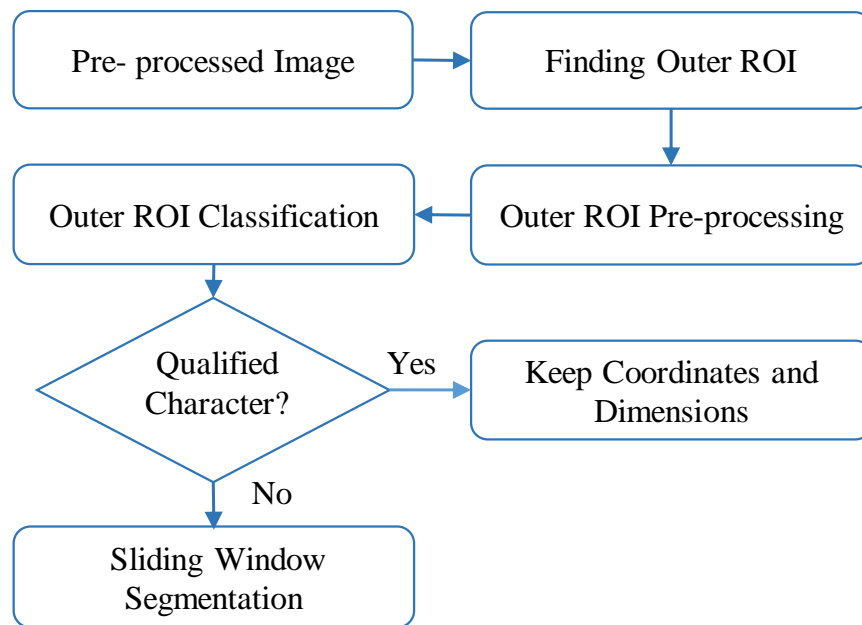 Pre- processed Image
Finding Outer ROI
Outer ROI Classification
Outer ROI Pre-processing
Qualified
Character?
Yes
Keep Coordinates and
Dimensions
No
Sliding Window
Segmentation